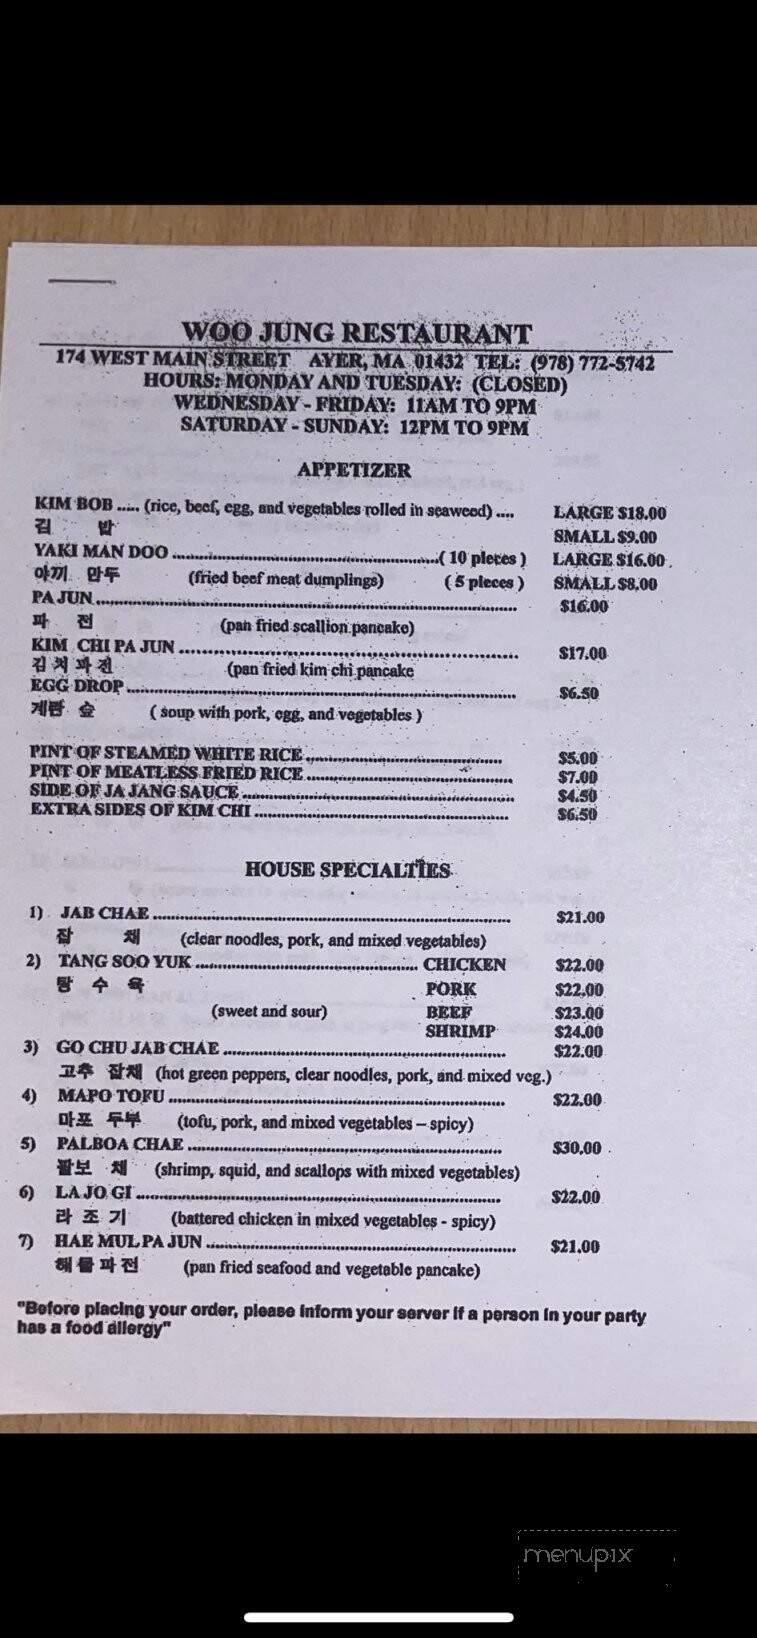 WOO JUNG RESTAURANT
174 WEST MAIN STREET AYER, MA 01432 TEL: (978) 772-5742
HOURS: MONDAY AND TUESDAY: (CLOSED)
WEDNESDAY - FRIDAY: 11AM TO 9PM
SATURDAY - SUNDAY: 12PM TO 9PM
APPETIZER
KIM BOB ..... (rice, beef, egg, and vegetables rolled in seaweed) .... LARGE $18.00
김 밥 SMALL $9.00
YAKI MAN DOO ..........( 10 pieces ) LARGE $16.00
야끼 만두 (fried beef meat dumplings) ( 5 pieces ) SMALL $8.00
PA JUN.......... $16.00
파 전 (pan fried scallion pancake)
KIM CHI PA JUN .......... $17.00
김치파전 (pan fried kim chi pancake
EGG DROP .......... $6.50
계란 숲 ( soup with pork, egg, and vegetables )
PINT OF STEAMED WHITE RICE .......... $5.00
PINT OF MEATLESS FRIED RICE .......... $7.00
SIDE OF JA JANG SAUCE .......... $4.50
EXTRA SIDES OF KIM CHI .......... $6.50
HOUSE SPECIALTIES
1) JAB CHAE .......... $21.00
잡 채 (clear noodles, pork, and mixed vegetables)
2) TANG SOO YUK .......... CHICKEN $22.00
탕 수 육 PORK $22.00
(sweet and sour) BEEF $23.00
SHRIMP $24.00
3) GO CHU JAB CHAE .......... $22.00
고추 잡채 (hot green peppers, clear noodles, pork, and mixed veg.)
4) MAPO TOFU .......... $22.00
마포 두부 (tofu, pork, and mixed vegetables – spicy)
5) PALBOA CHAE .......... $30.00
팔보 채 (shrimp, squid, and scallops with mixed vegetables)
6) LA JO GI .......... $22.00
라 조 기 (battered chicken in mixed vegetables - spicy)
7) HAE MUL PA JUN .......... $21.00
해물파전 (pan fried seafood and vegetable pancake)
"Before placing your order, please inform your server if a person in your party
has a food allergy"
menupix